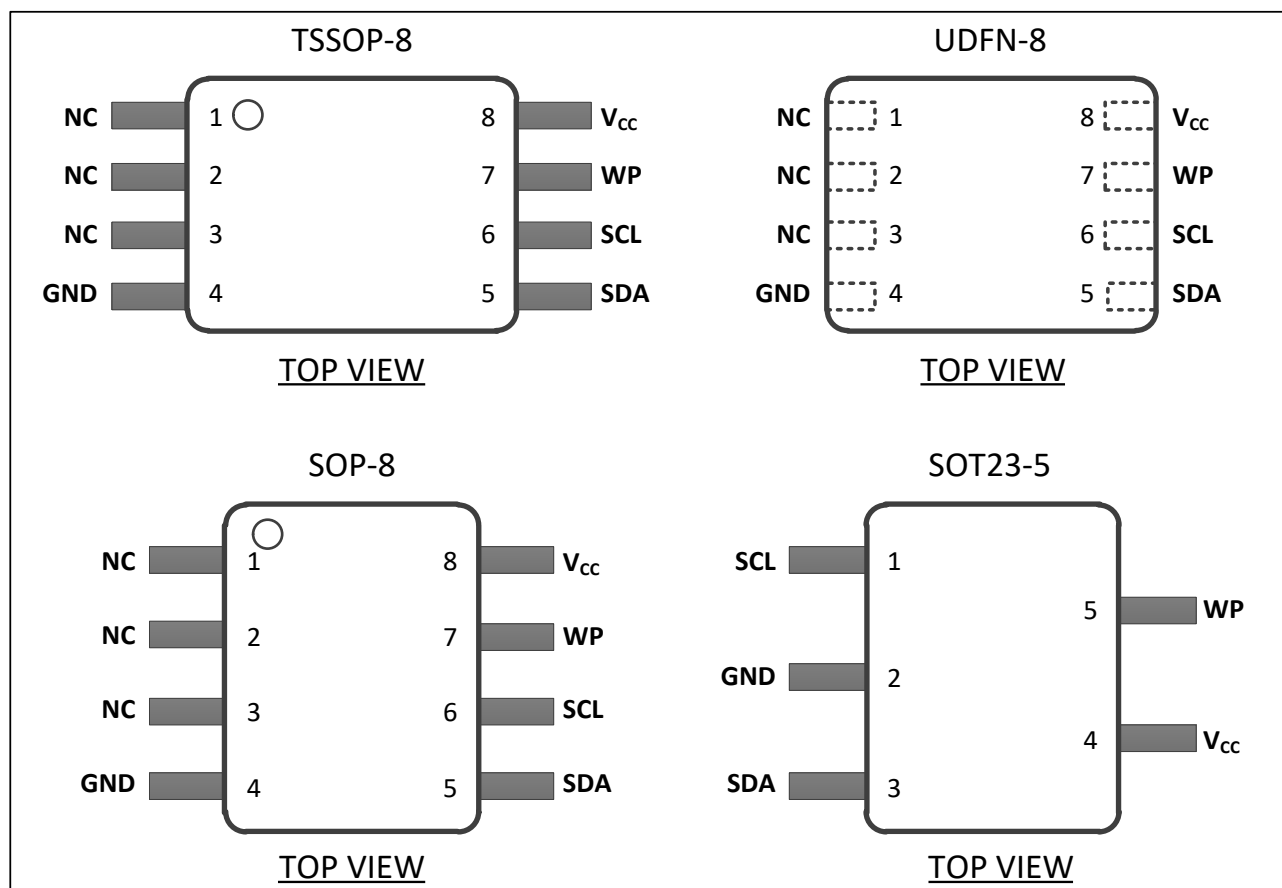 TSSOP-8
NC 1 8 VCC
NC 2 7 WP
NC 3 6 SCL
GND 4 5 SDA
TOP VIEW
UDFN-8
NC 1 8 VCC
NC 2 7 WP
NC 3 6 SCL
GND 4 5 SDA
TOP VIEW
SOP-8
NC 1 8 VCC
NC 2 7 WP
NC 3 6 SCL
GND 4 5 SDA
TOP VIEW
SOT23-5
SCL 1
5 WP
GND 2
4 VCC
SDA 3
TOP VIEW